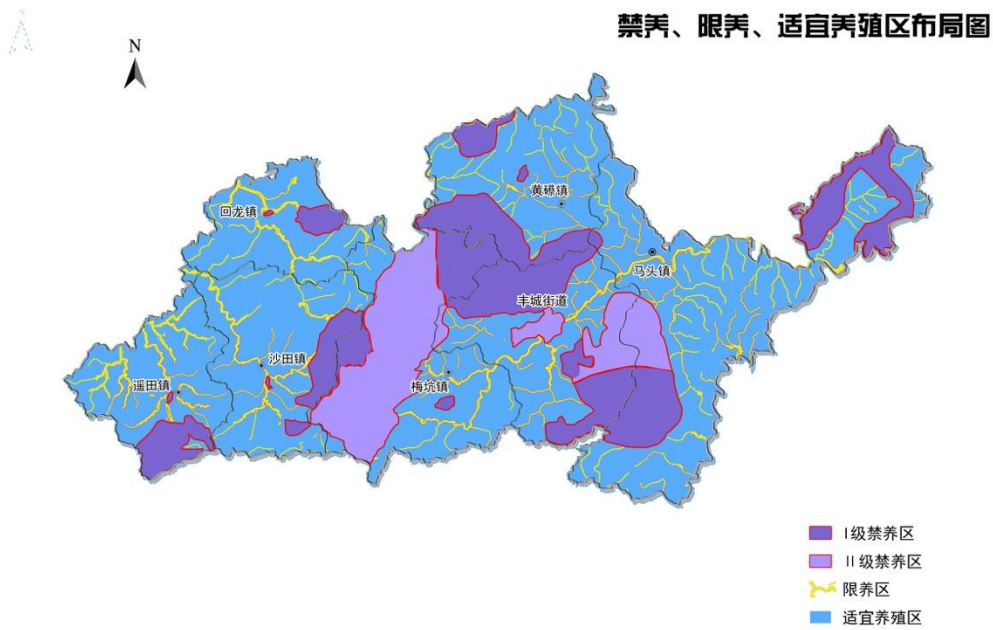 禁养、限养、适宜养殖区布局图
N
黄磜镇
回龙镇
马头镇
丰城街道
沙田镇
遥田镇
梅坑镇
I级禁养区
II级禁养区
限养区
适宜养殖区